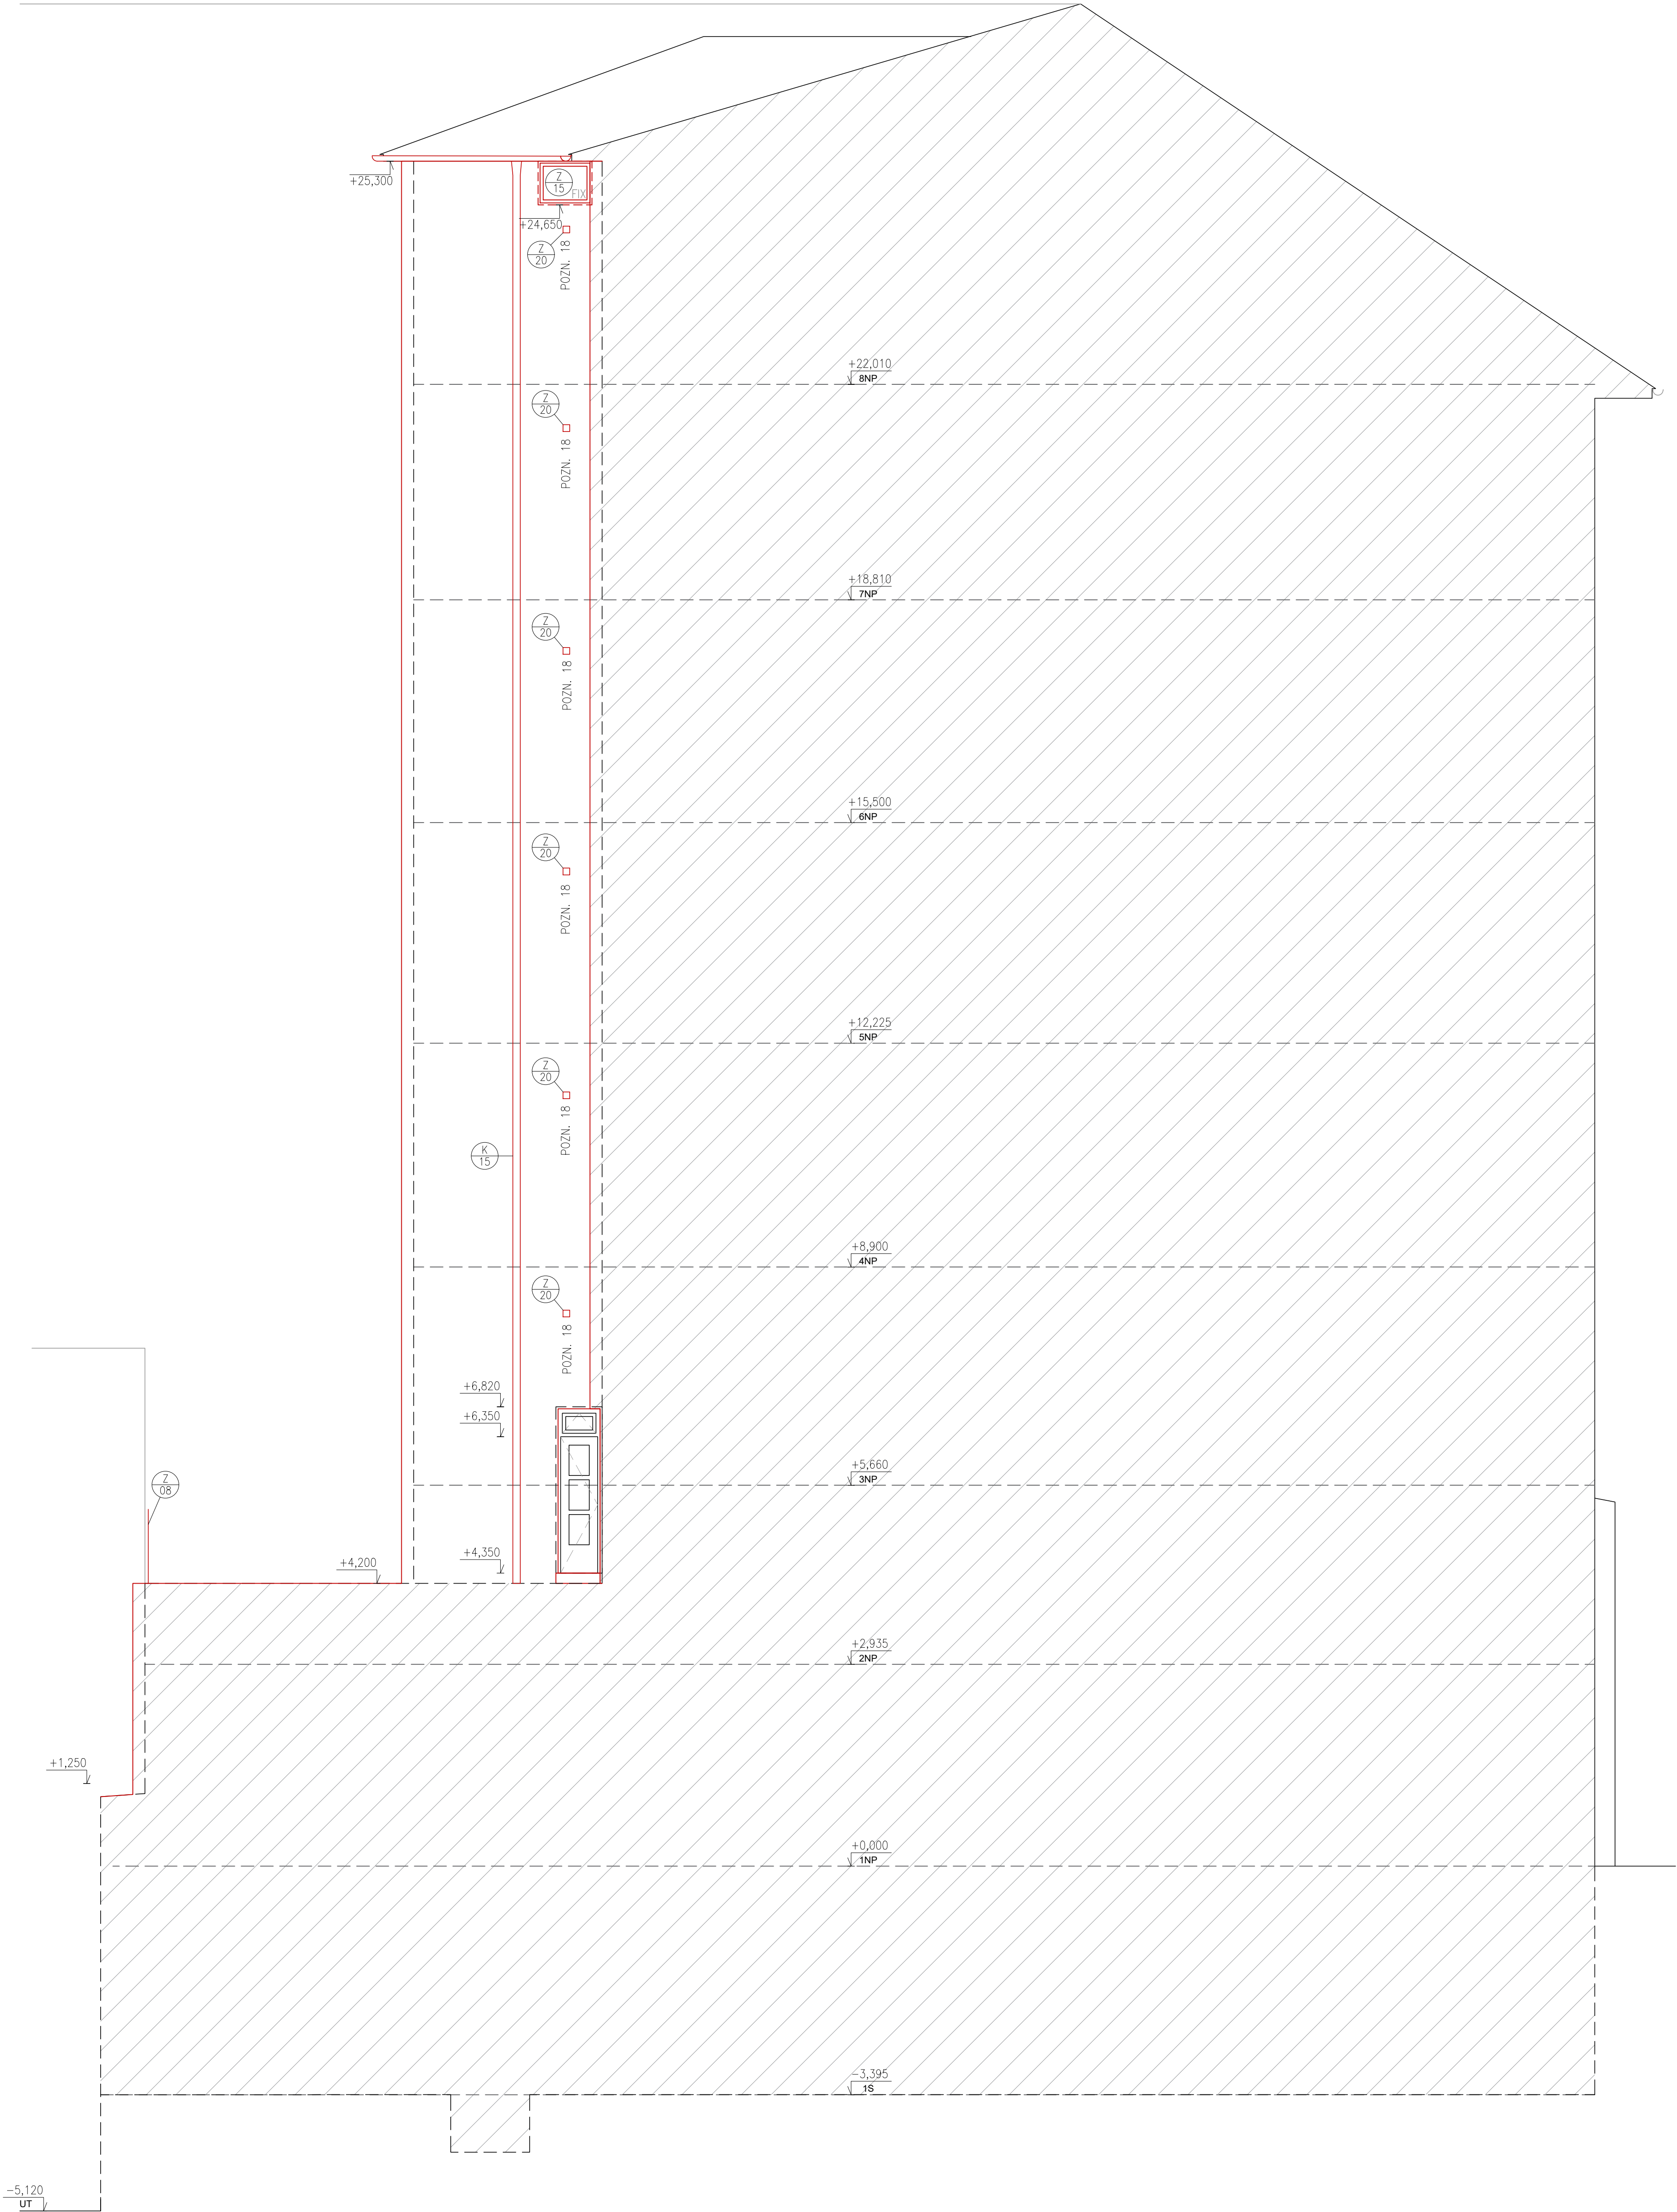 +25,300
Z
15
FIX
+24,650
Z
20
POZN. 18
+22,010
8NP
Z
20
POZN. 18
+18,810
7NP
Z
20
POZN. 18
+15,500
6NP
Z
20
POZN. 18
+12,225
5NP
Z
20
POZN. 18
K
15
+8,900
4NP
Z
20
POZN. 18
+6,820
+6,350
+5,660
3NP
Z
08
+4,350
+4,200
+2,935
2NP
+1,250
+0,000
1NP
−3,395
1S
−5,120
UT